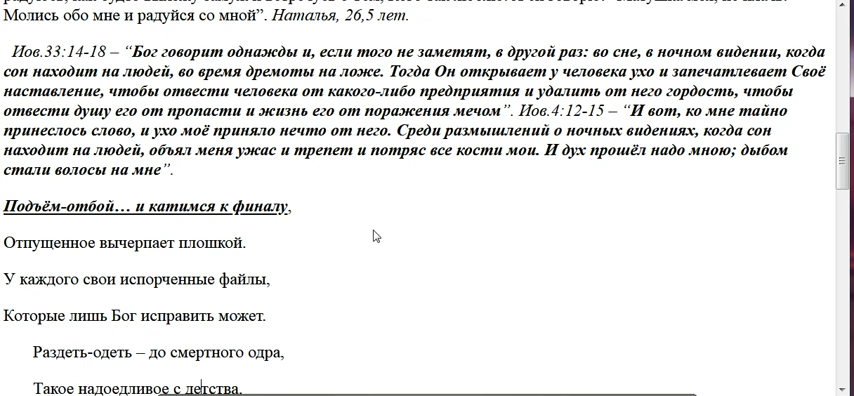 Молись обо мне и радуйся со мной”. Наталья, 26,5 лет.
Иов.33:14-18 – “Бог говорит однажды и, если того не заметят, в другой раз: во сне, в ночном видении, когда
сон находит на людей, во время дремоты на ложе. Тогда Он открывает у человека ухо и запечатлевает Своё
наставление, чтобы отвести человека от какого-либо предприятия и удалить от него гордость, чтобы
отвести душу его от пропасти и жизнь его от поражения мечом”. Иов.4:12-15 – “И вот, ко мне тайно
принеслось слово, и ухо моё приняло нечто от него. Среди размышлений о ночных видениях, когда сон
находит на людей, объял меня ужас и трепет и потряс все кости мои. И дух прошёл надо мною; дыбом
стали волосы на мне”.
Подъём-отбой… и катимся к финалу,
Отпущенное вычерпает плошкой.
У каждого свои испорченные файлы,
Которые лишь Бог исправить может.
Раздеть-одеть – до смертного одра,
Такое надоедливое с детства.